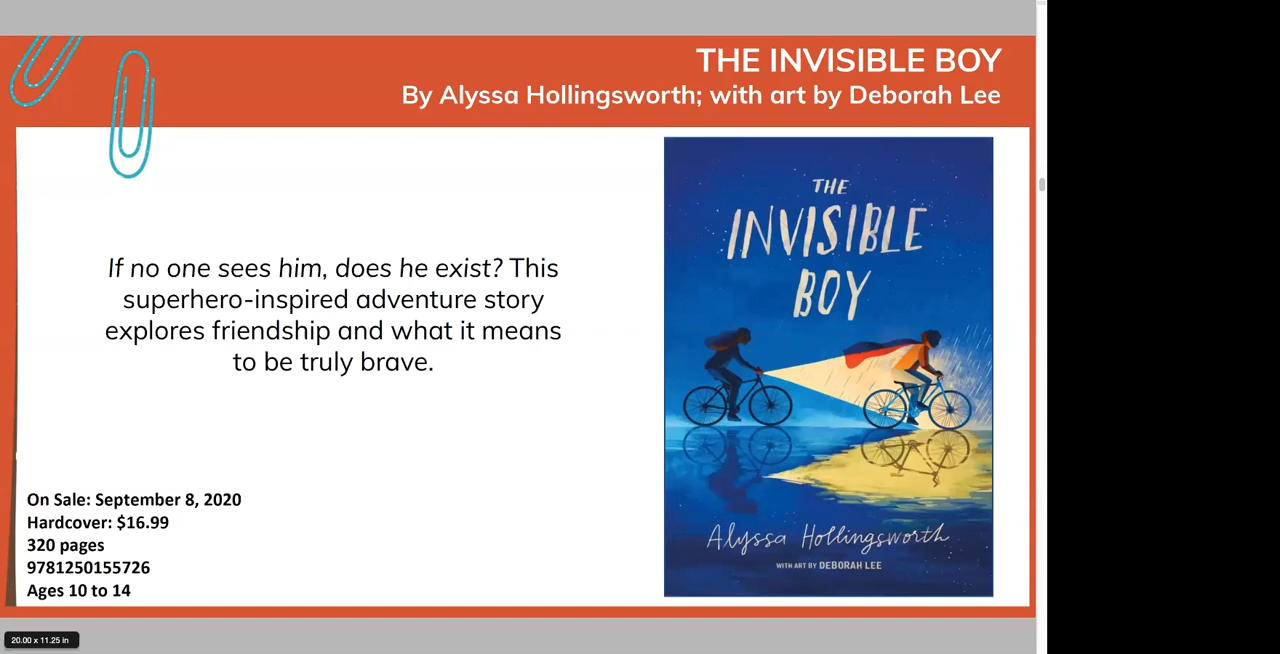 THE INVISIBLE BOY
By Alyssa Hollingsworth; with art by Deborah Lee
If no one sees him, does he exist? This
superhero-inspired adventure story
explores friendship and what it means
to be truly brave.
On Sale: September 8, 2020
Hardcover: $16.99
320 pages
9781250155726
Ages 10 to 14
THE
INVISIBLE
BOY
Alyssa Hollingsworth
WITH ART BY DEBORAH LEE
20.00 x 11.25 in